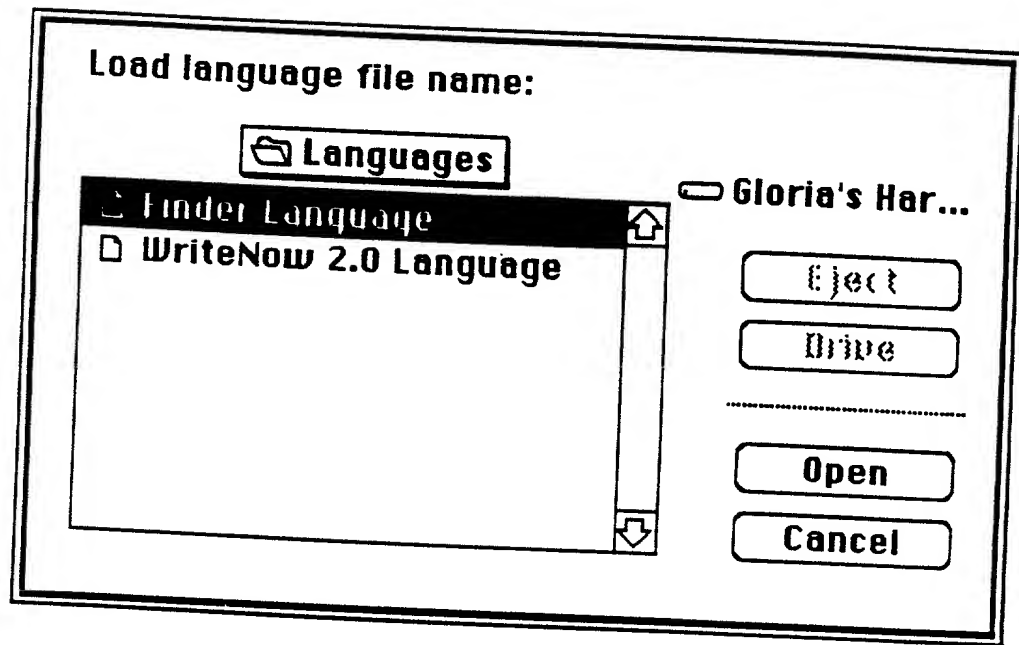 Load language file name:
Languages
Finder Language
WriteNow 2.0 Language
Gloria's Har...
Eject
Drive
Open
Cancel